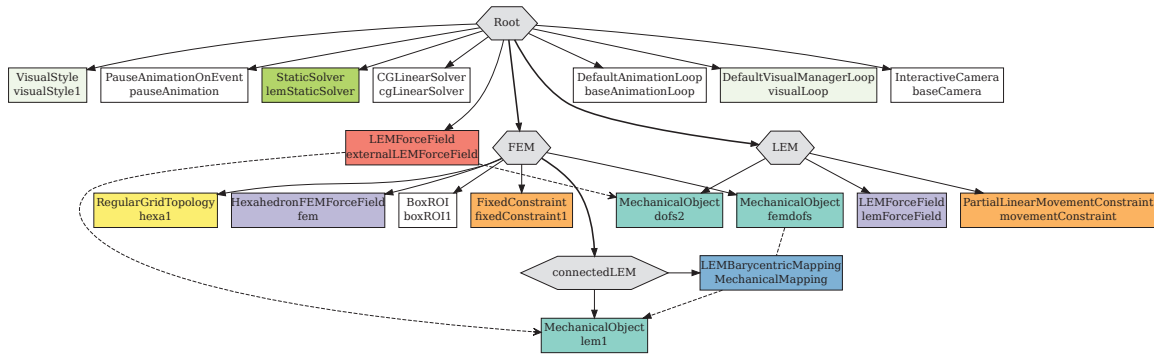 Root
VisualStyle
visualStyle1
PauseAnimationOnEvent
pauseAnimation
StaticSolver
lemStaticSolver
CGLinearSolver
cgLinearSolver
DefaultAnimationLoop
baseAnimationLoop
DefaultVisualManagerLoop
visualLoop
InteractiveCamera
baseCamera
LEMForceField
externalLEMForceField
FEM
LEM
RegularGridTopology
hexa1
HexahedronFEMForceField
fem
BoxROI
boxROI1
FixedConstraint
fixedConstraint1
MechanicalObject
dofs2
MechanicalObject
femdofs
LEMForceField
lemForceField
PartialLinearMovementConstraint
movementConstraint
connectedLEM
LEMBarycentricMapping
MechanicalMapping
MechanicalObject
lem1